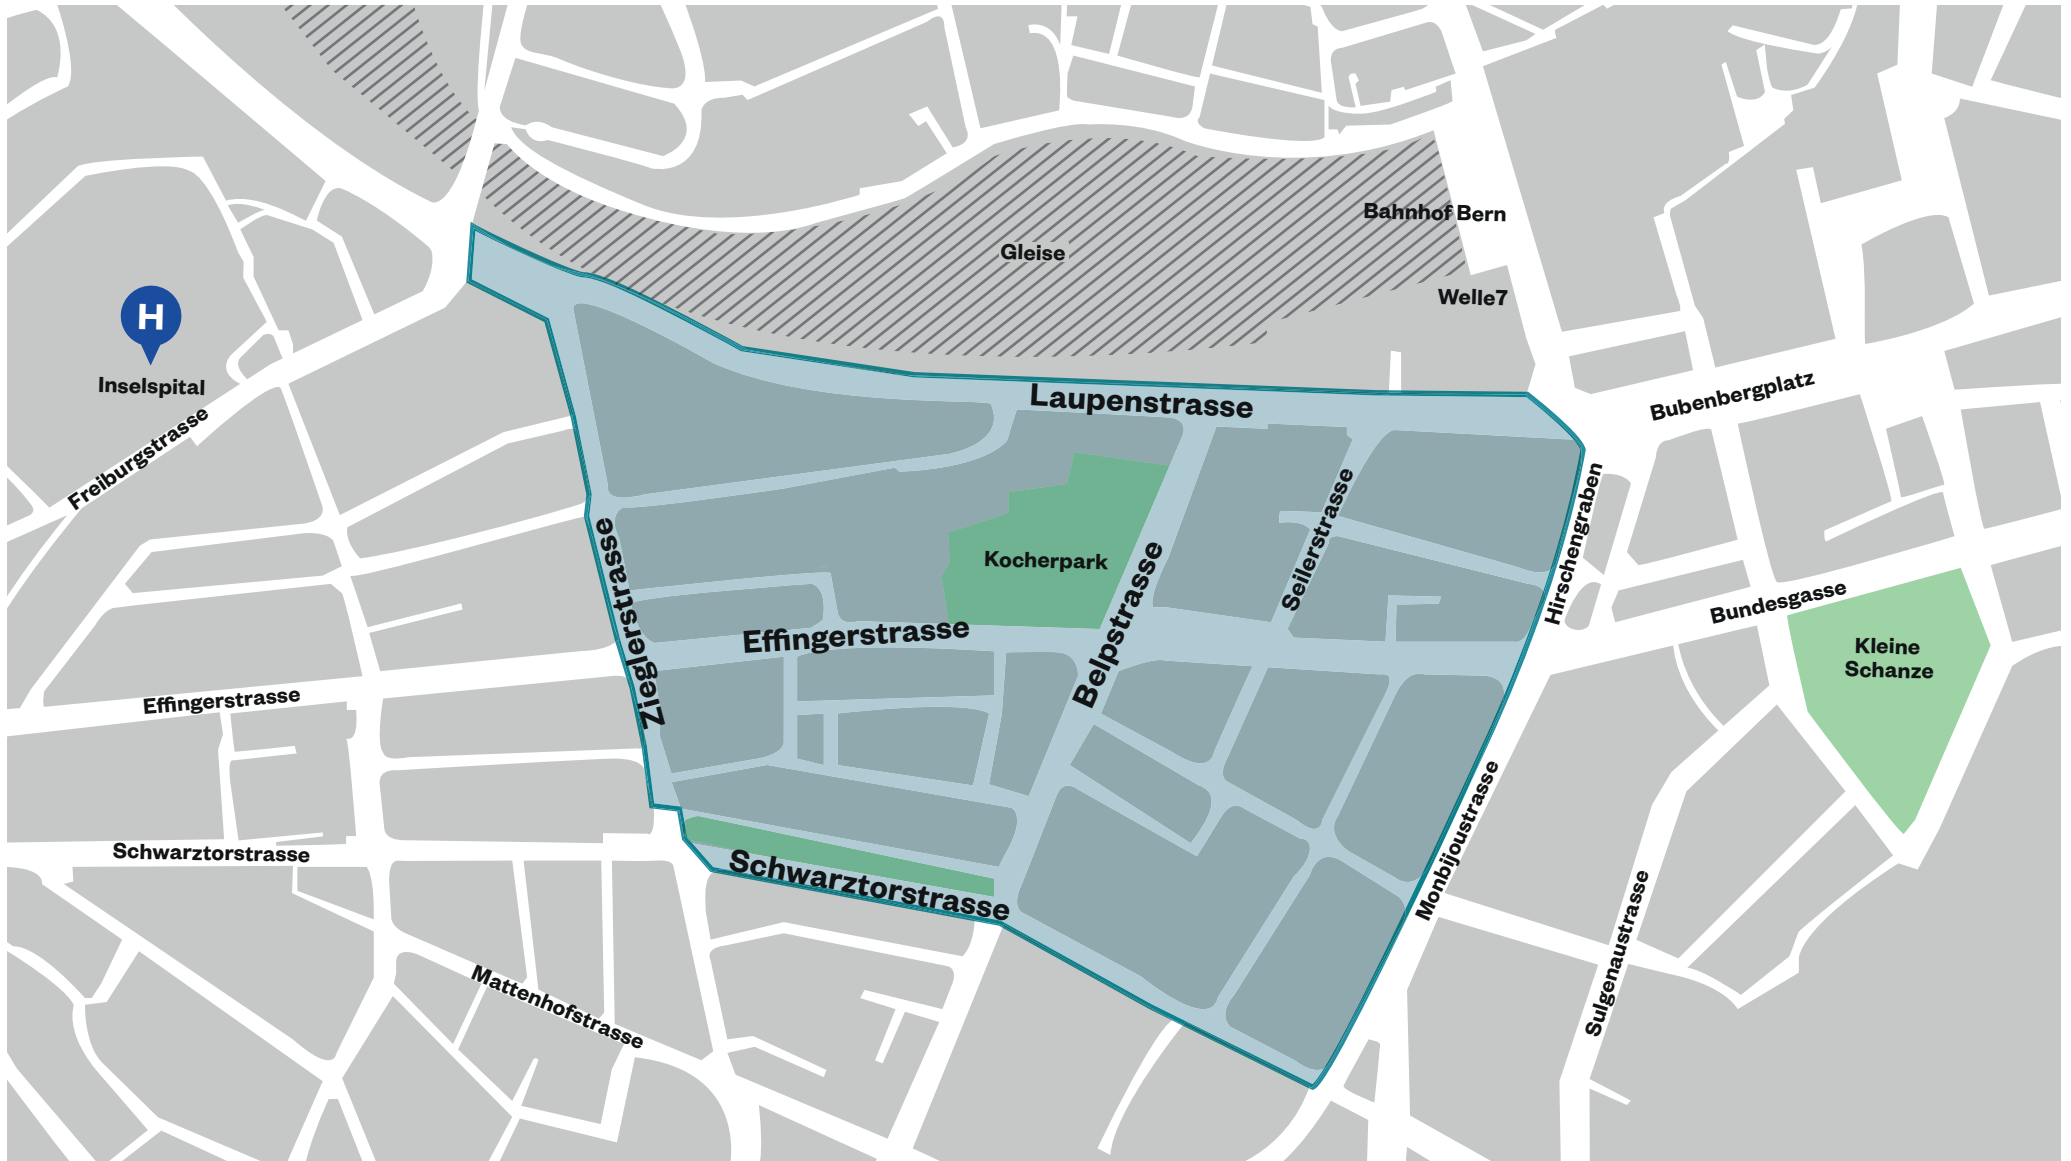 Bahnhof Bern
Gleise
Welle7
H
Inselspital
Freiburgstrasse
Laupenstrasse
Bubenbergplatz
Hirschengraben
Seilerstrasse
Kocherpark
Belpstrasse
Zieglerstrasse
Effingerstrasse
Bundesgasse
Kleine
Schanze
Effingerstrasse
Schwarztorstrasse
Schwarztorstrasse
Monbijoustrasse
Sulgenaustrasse
Mattenhofstrasse